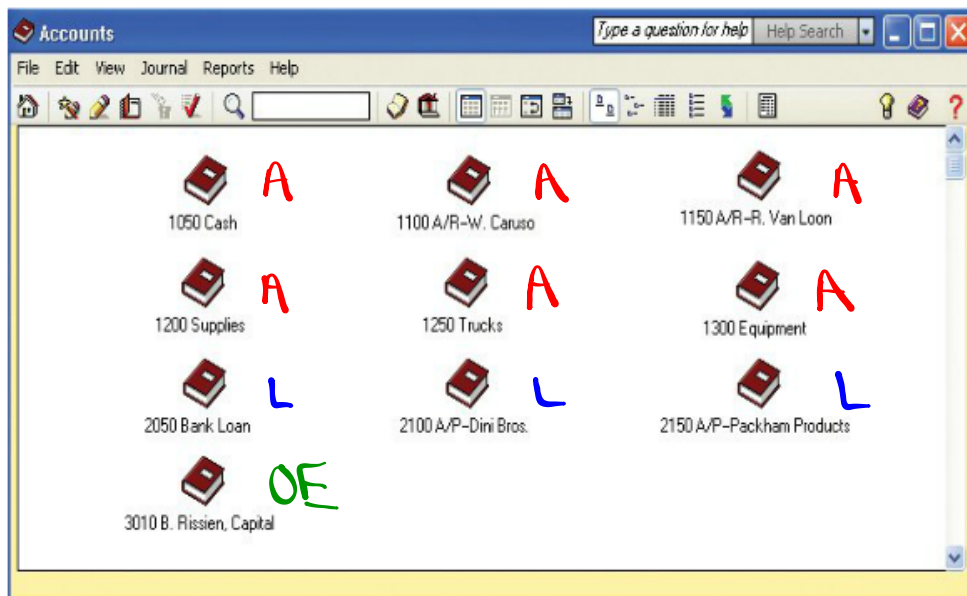 Accounts Type a question for help Help Search
File Edit View Journal Reports Help
A A A
1050 Cash 1100 A/R-W. Caruso 1150 A/R-R. Van Loon
A A A
1200 Supplies 1250 Trucks 1300 Equipment
L L L
2050 Bank Loan 2100 A/P-Dini Bros. 2150 A/P-Packham Products
OE
3010 B. Rissien, Capital